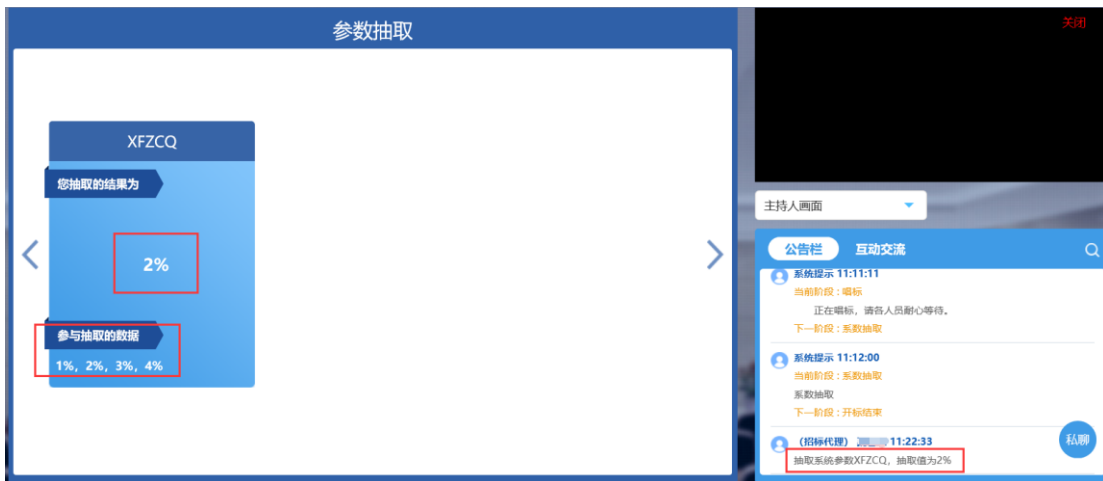 参数抽取
XFZCQ
您抽取的结果为
2%
参与抽取的数据
1%，2%，3%，4%
关闭
主持人画面
公告栏 互动交流
系统提示 11:11:11
当前阶段：唱标
正在唱标，请各人员耐心等待。
下一阶段：系数抽取
系统提示 11:12:00
当前阶段：系数抽取
系数抽取
下一阶段：开标结束
（招标代理） 11:22:33
抽取系统参数XFZCQ，抽取值为2%
私聊